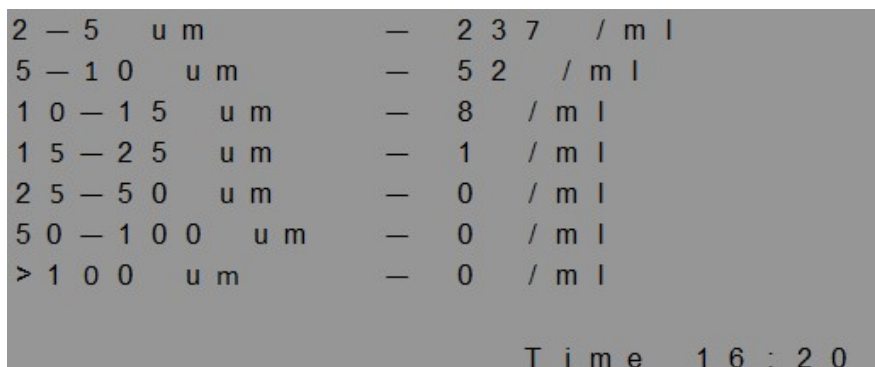 2—5 um — 237 /ml
5—10 um — 52 /ml
10—15 um — 8 /ml
15—25 um — 1 /ml
25—50 um — 0 /ml
50—100 um — 0 /ml
>100 um — 0 /ml
Time 16:20